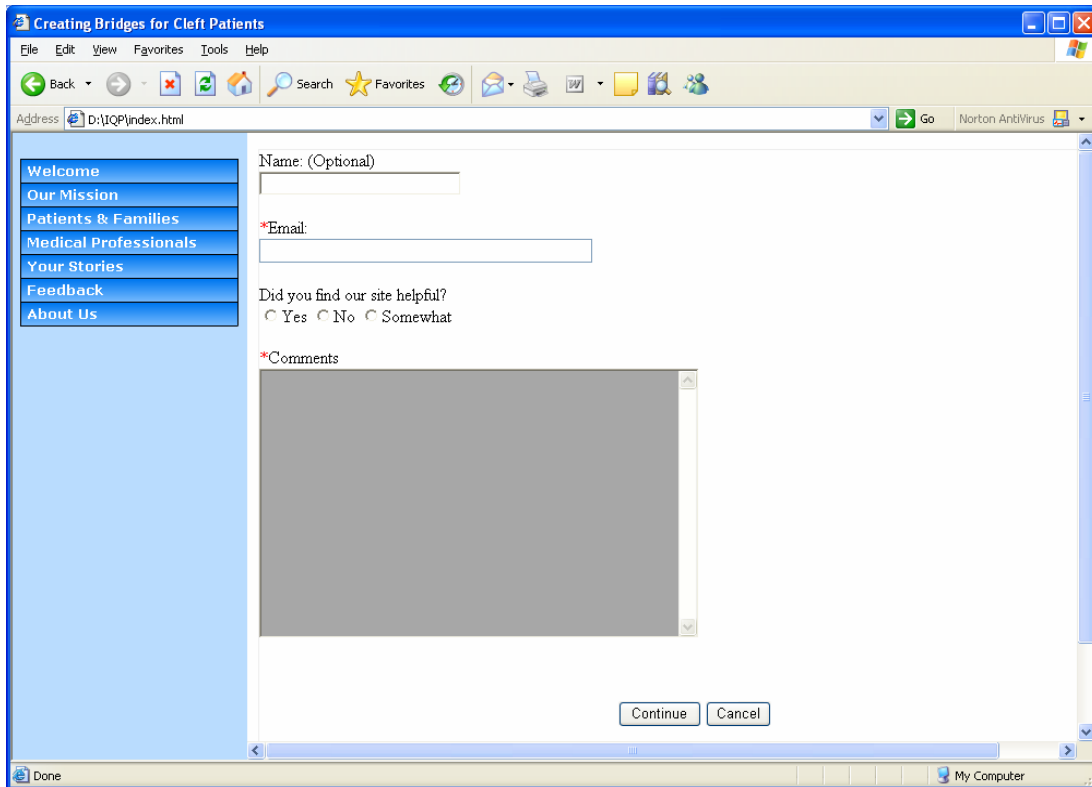 Creating Bridges for Cleft Patients
File Edit View Favorites Tools Help
Back Search Favorites W
Address D:\IQP\index.html Go Norton AntiVirus
Welcome
Our Mission
Patients & Families
Medical Professionals
Your Stories
Feedback
About Us
Name: (Optional)
*Email:
Did you find our site helpful?
Yes No Somewhat
*Comments
Continue Cancel
Done My Computer